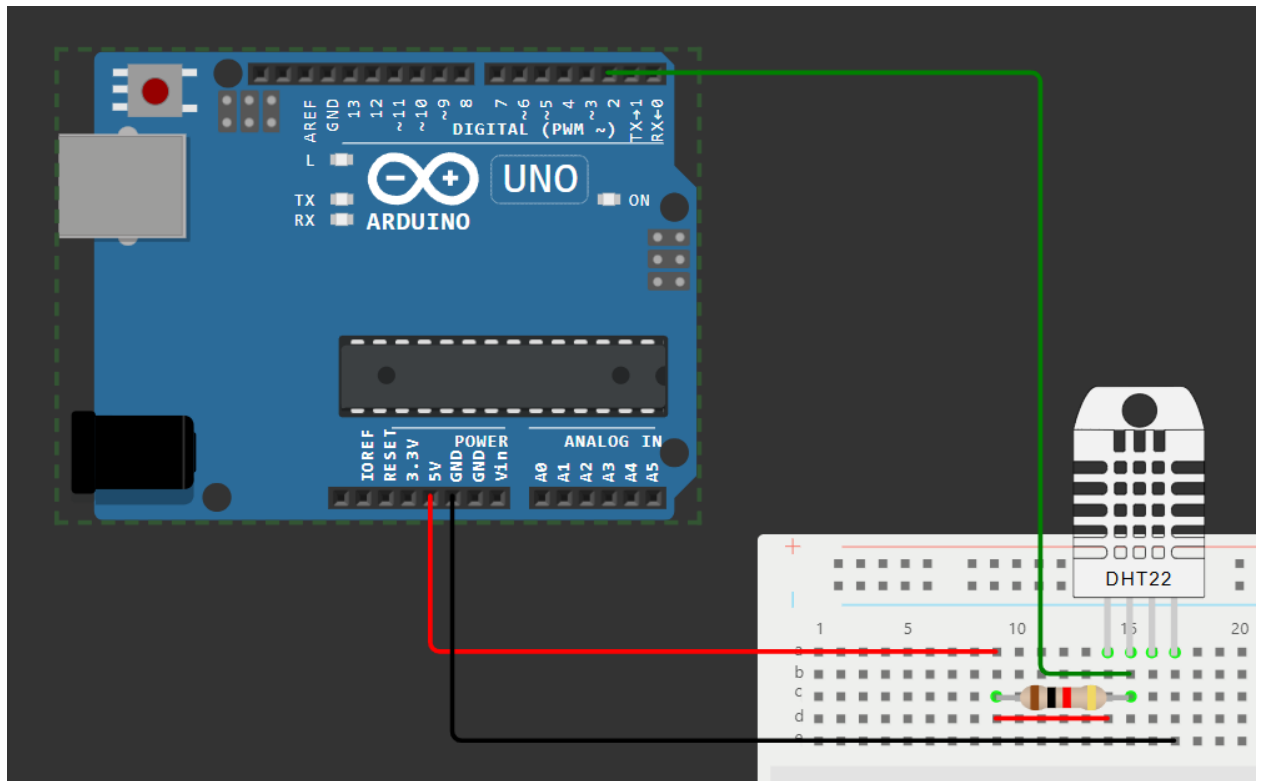 AREF
GND
13
12
~11
~10
~9
8
7
~6
~5
4
~3
2
TX→1
RX←0
DIGITAL (PWM ~)
L
TX
RX
UNO
ARDUINO
ON
IOREF
RESET
3.3V
5V
GND
GND
Vin
POWER
ANALOG IN
A0
A1
A2
A3
A4
A5
DHT22
+
1
5
10
15
20
a
b
c
d
e